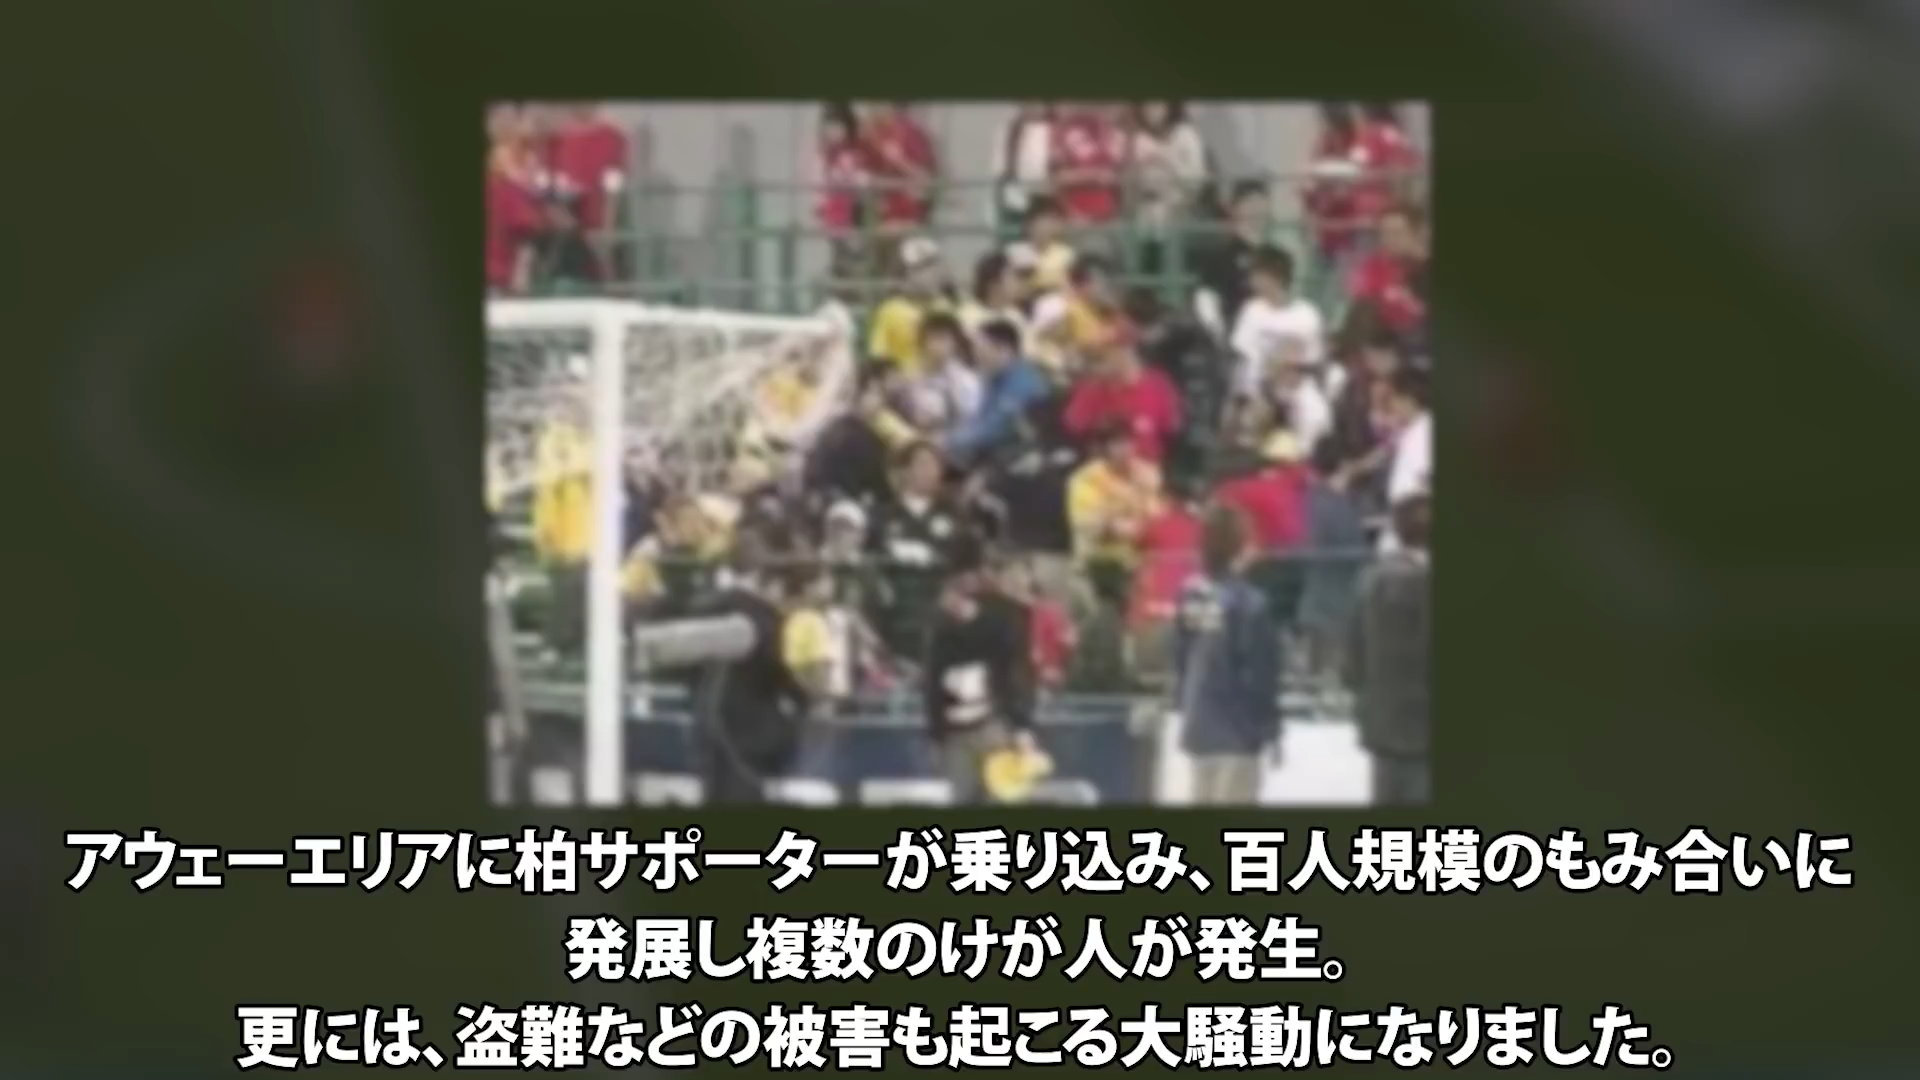 アウェーエリアに柏サポーターが乗り込み、百人規模のもみ合いに
発展し複数のけが人が発生。
更には、盗難などの被害も起こる大騒動になりました。